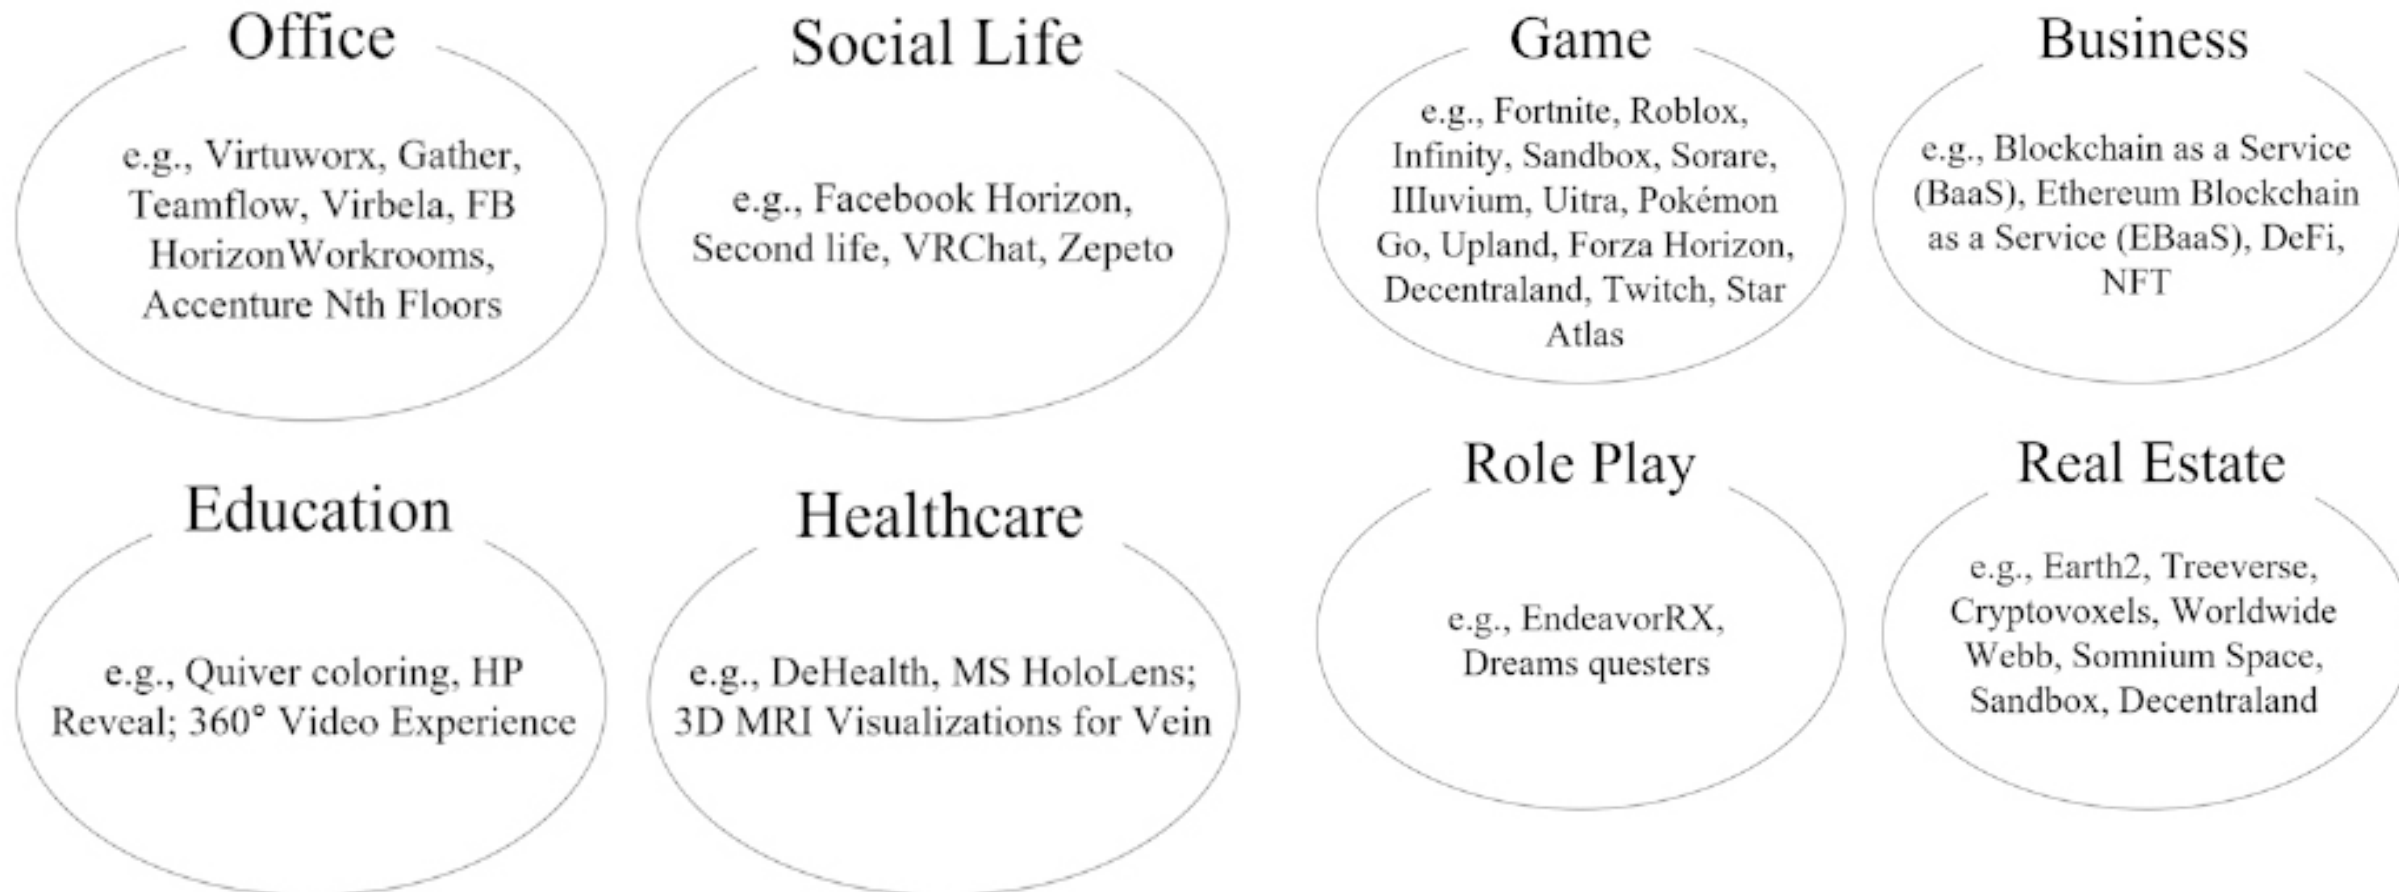 Office
e.g., Virtuworx, Gather,
Teamflow, Virbela, FB
HorizonWorkrooms,
Accenture Nth Floors
Social Life
e.g., Facebook Horizon,
Second life, VRChat, Zepeto
Game
e.g., Fortnite, Roblox,
Infinity, Sandbox, Sorare,
IIIuvium, Uitra, Pokémon
Go, Upland, Forza Horizon,
Decentraland, Twitch, Star
Atlas
Business
e.g., Blockchain as a Service
(BaaS), Ethereum Blockchain
as a Service (EBaaS), DeFi,
NFT
Education
e.g., Quiver coloring, HP
Reveal; 360° Video Experience
Healthcare
e.g., DeHealth, MS HoloLens;
3D MRI Visualizations for Vein
Role Play
e.g., EndeavorRX,
Dreams questers
Real Estate
e.g., Earth2, Treeverse,
Cryptovoxels, Worldwide
Webb, Somnium Space,
Sandbox, Decentraland